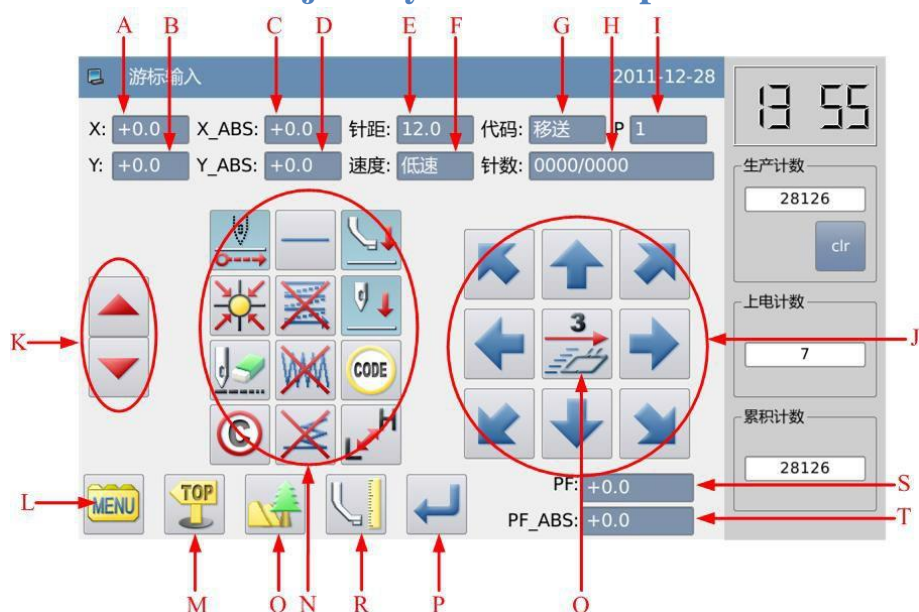 A B C D E F G H I
游标输入 2011-12-28
13 55
X: +0.0 X_ABS: +0.0 针距: 12.0 代码: 移送 P 1
Y: +0.0 Y_ABS: +0.0 速度: 低速 针数: 0000/0000
生产计数
28126
clr
上电计数
7
累积计数
28126
3
CODE
C
L H
K
J
PF: +0.0 S
PF_ABS: +0.0 T
L MENU TOP
M O N R P Q